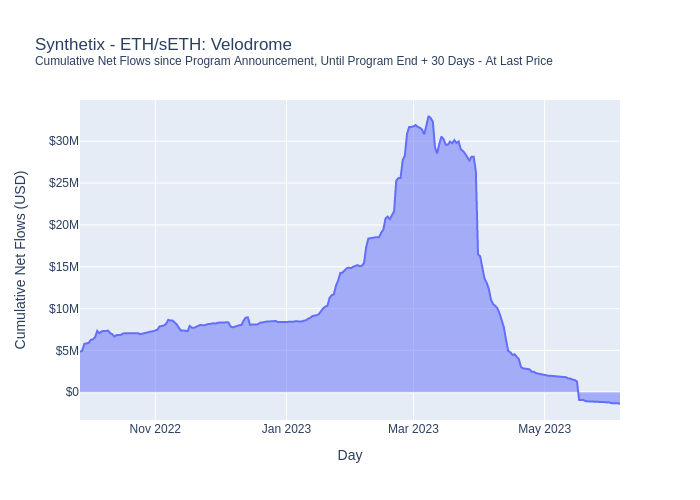 Synthetix - ETH/sETH: Velodrome
Cumulative Net Flows since Program Announcement, Until Program End + 30 Days - At Last Price
Cumulative Net Flows (USD)
$30M
$25M
$20M
$15M
$10M
$5M
$0
Nov 2022
Jan 2023
Mar 2023
May 2023
Day